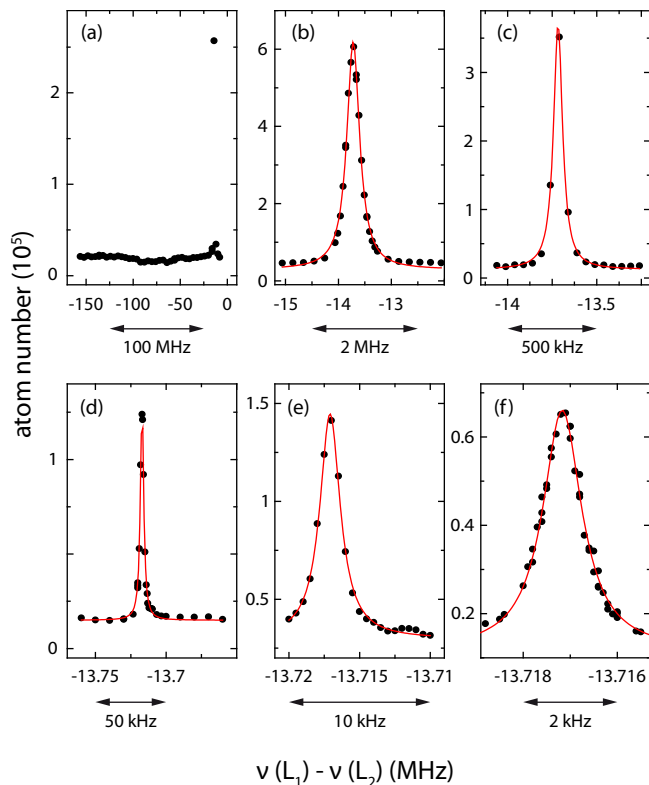 (a)
(b)
(c)
2
1
0
6
4
2
0
3
2
1
0
-150 -100 -50 0
-15 -14 -13
-14 -13.5
100 MHz
2 MHz
500 kHz
atom number (10⁵)
(d)
(e)
(f)
1
0
1.5
1
0.5
0.6
0.4
0.2
-13.75 -13.7
-13.72 -13.715 -13.71
-13.718 -13.716
50 kHz
10 kHz
2 kHz
ν (L₁) - ν (L₂) (MHz)